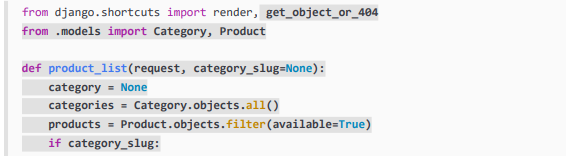 from django.shortcuts import render, get_object_or_404
from .models import Category, Product
def product_list(request, category_slug=None):
    category = None
    categories = Category.objects.all()
    products = Product.objects.filter(available=True)
    if category_slug: